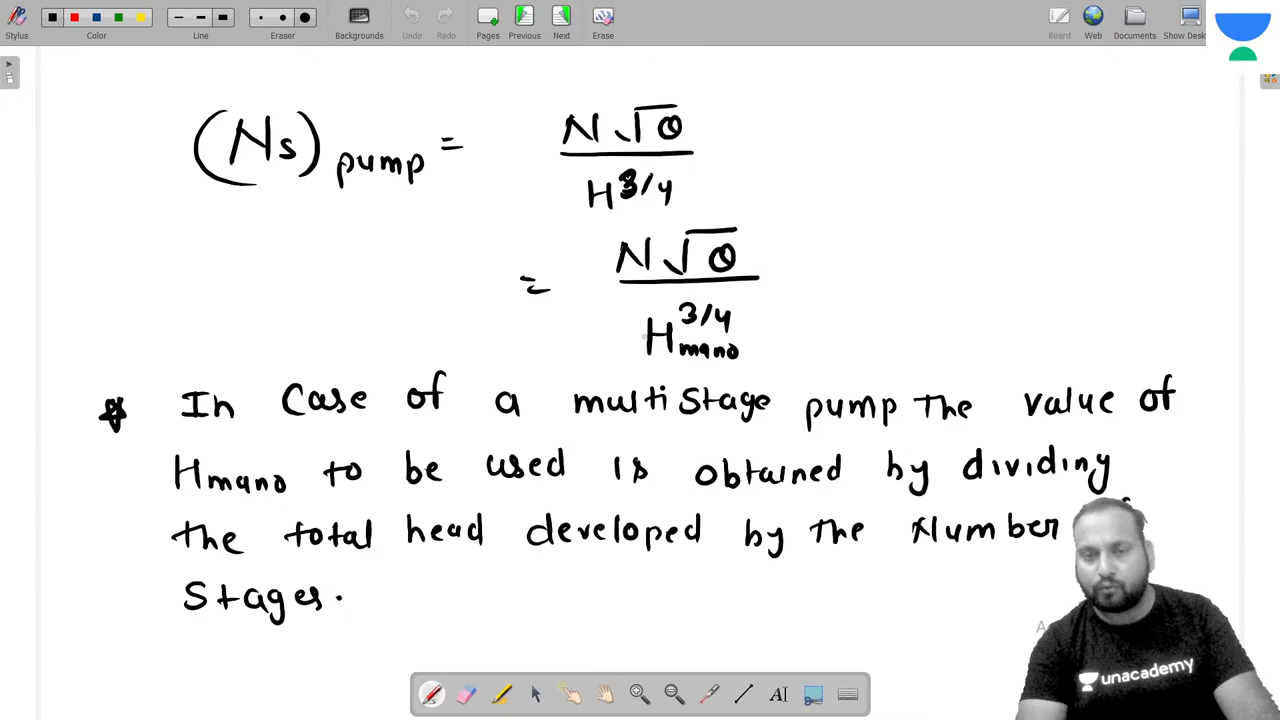 Stylus Color Line Eraser Backgrounds Undo Redo Pages Previous Next Erase Board Web Documents Show Desk
(Ns)pump = N√Q / H^3/4
= N√Q / Hmano^3/4
* In Case of a multistage pump The value of
Hmano to be used is obtained by dividing
the total head developed by the Number
Stages.
unacademy